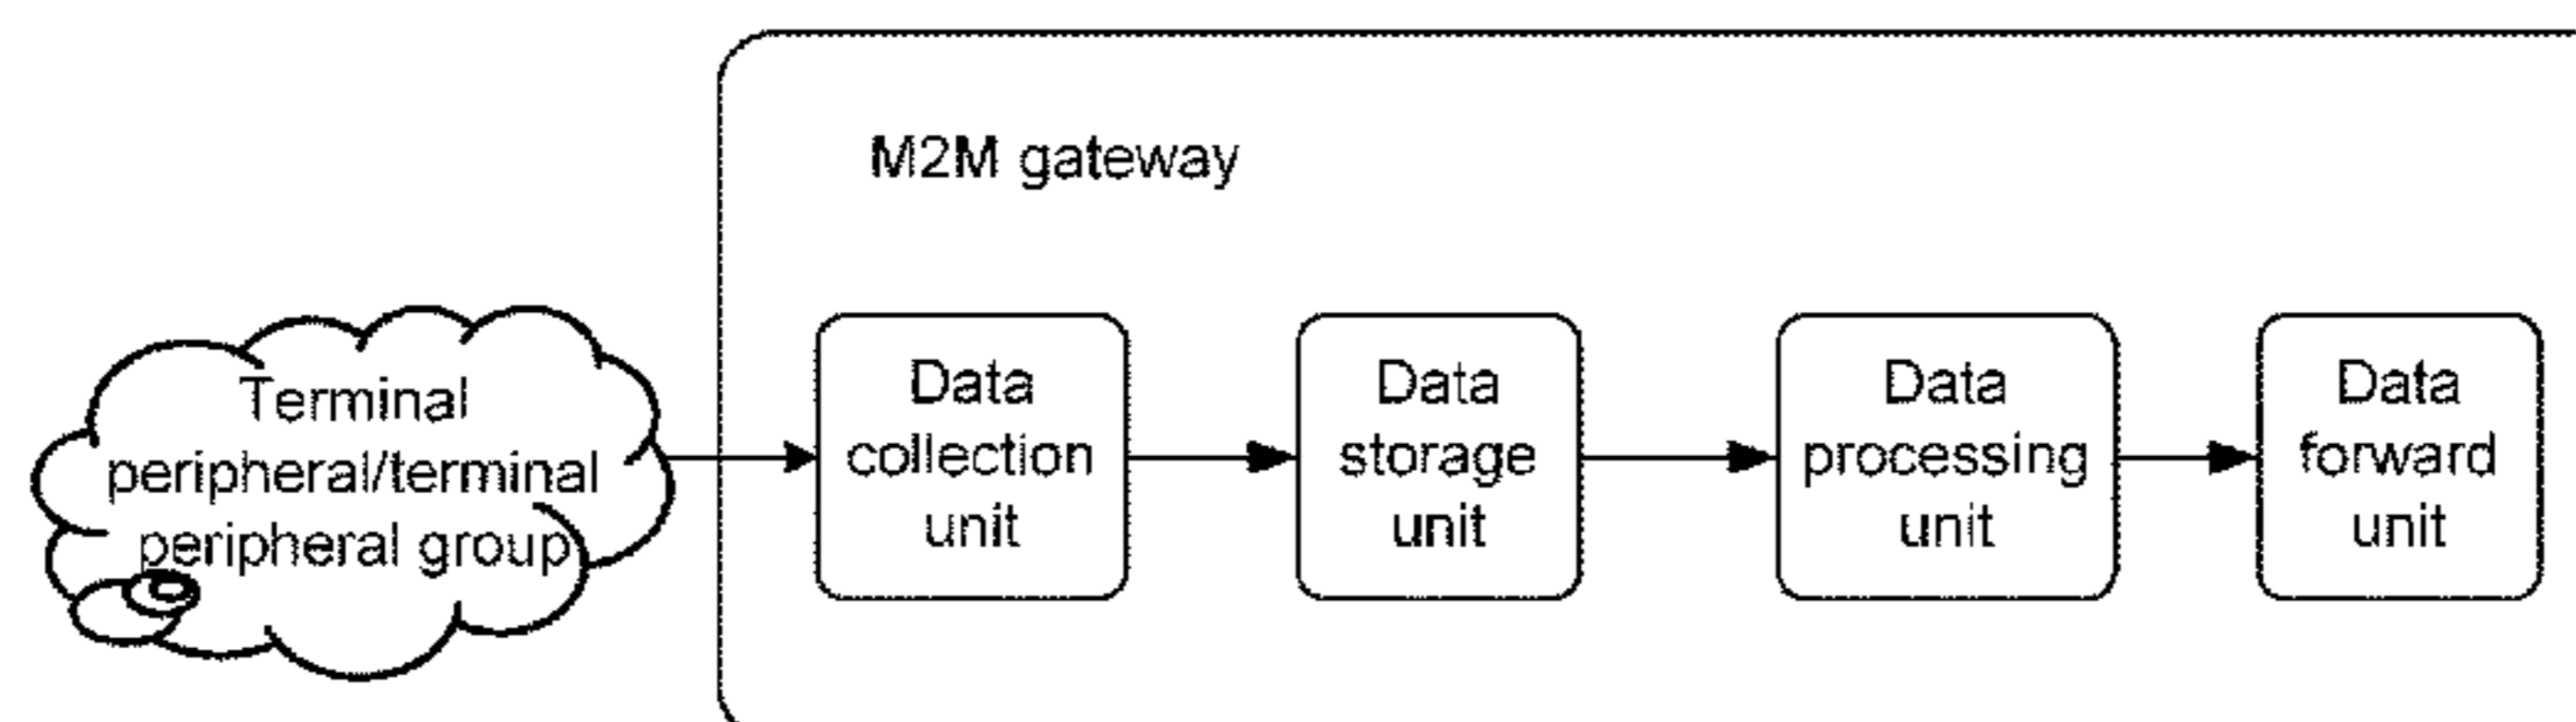 M2M gateway
Terminal
peripheral/terminal
peripheral group
Data
collection
unit
Data
storage
unit
Data
processing
unit
Data
forward
unit